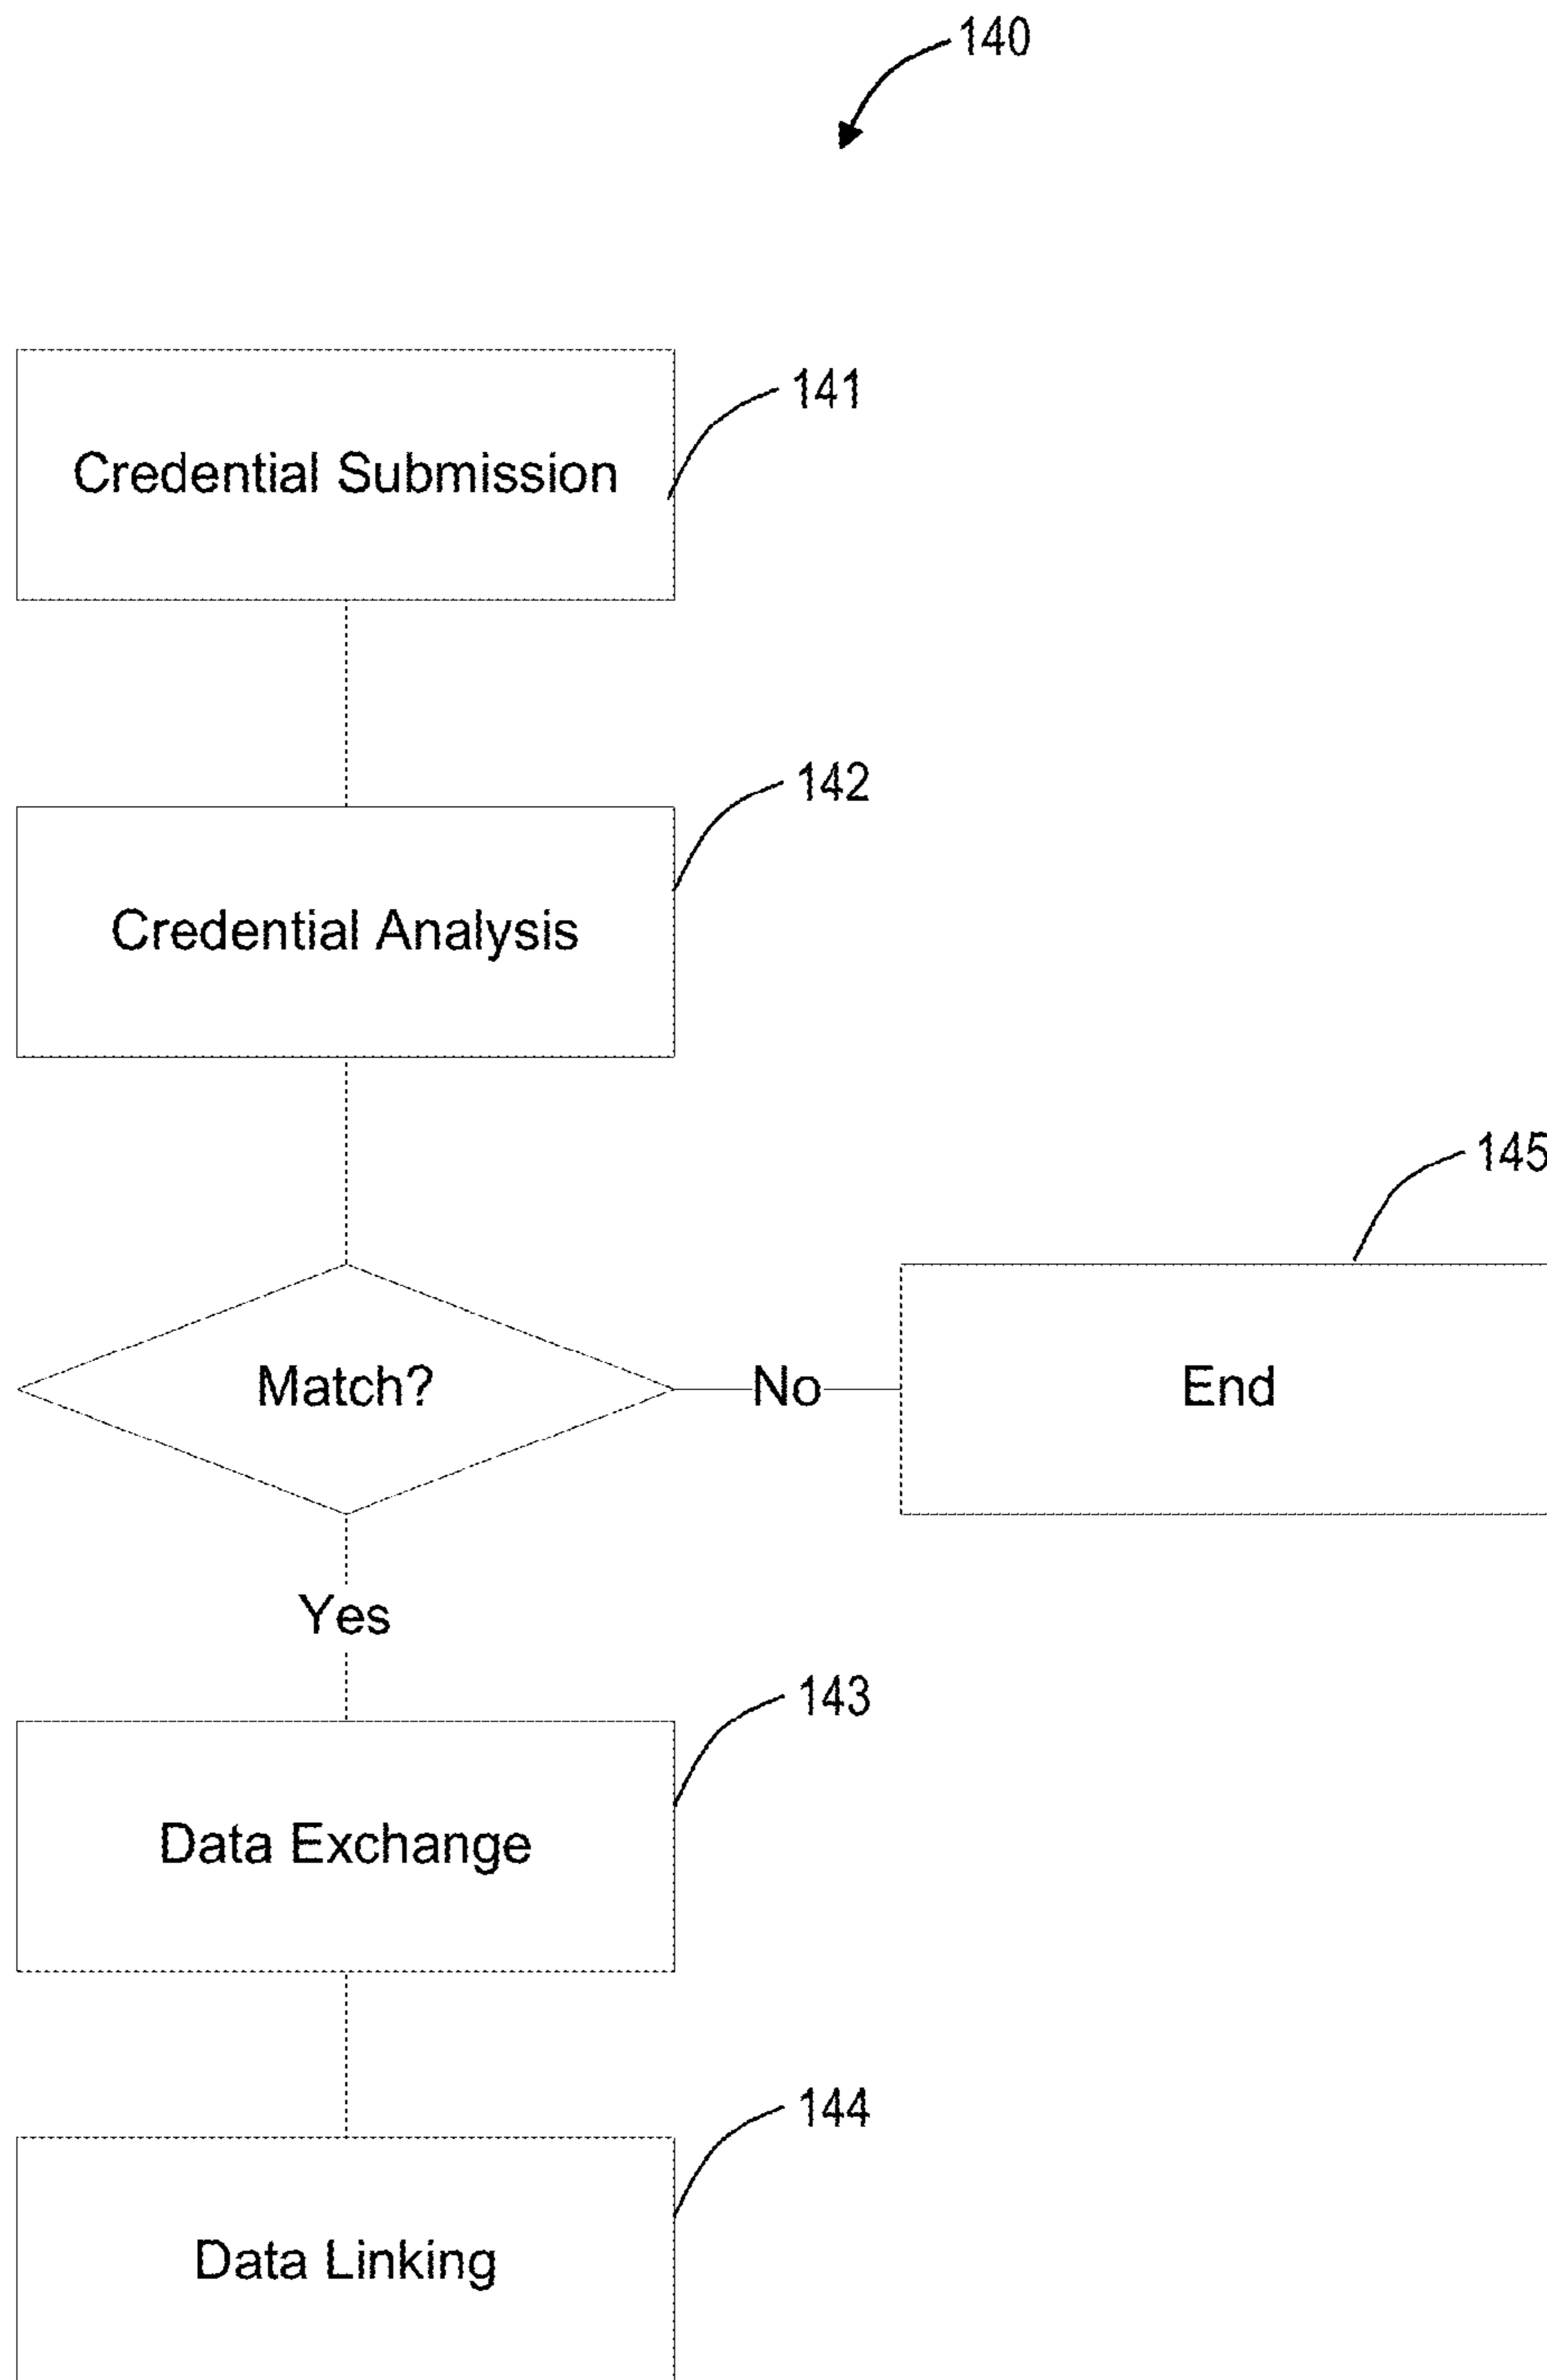 140
141
Credential Submission
142
Credential Analysis
145
Match?
No
End
Yes
143
Data Exchange
144
Data Linking